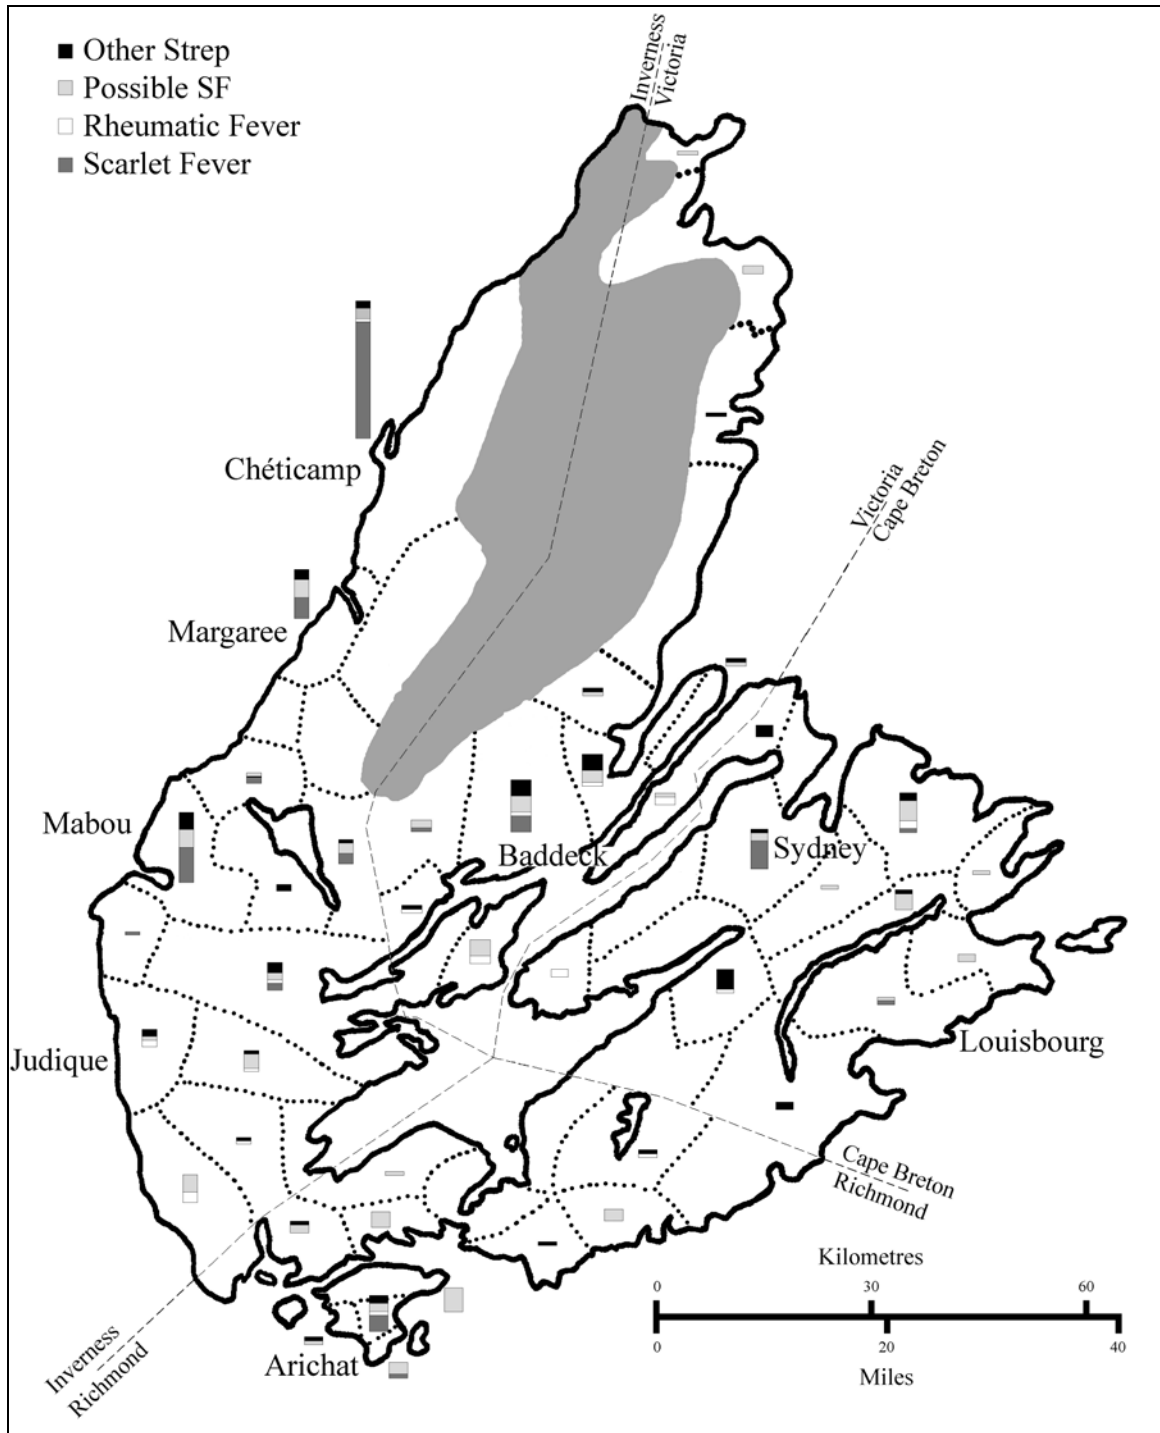 Other Strep
Possible SF
Rheumatic Fever
Scarlet Fever
Inverness
Victoria
Chéticamp
Victoria
Cape Breton
Margaree
Mabou
Baddeck
Sydney
Judique
Louisbourg
Cape Breton
Richmond
Kilometres
0 30 60
0 20 40
Miles
Inverness
Richmond
Arichat